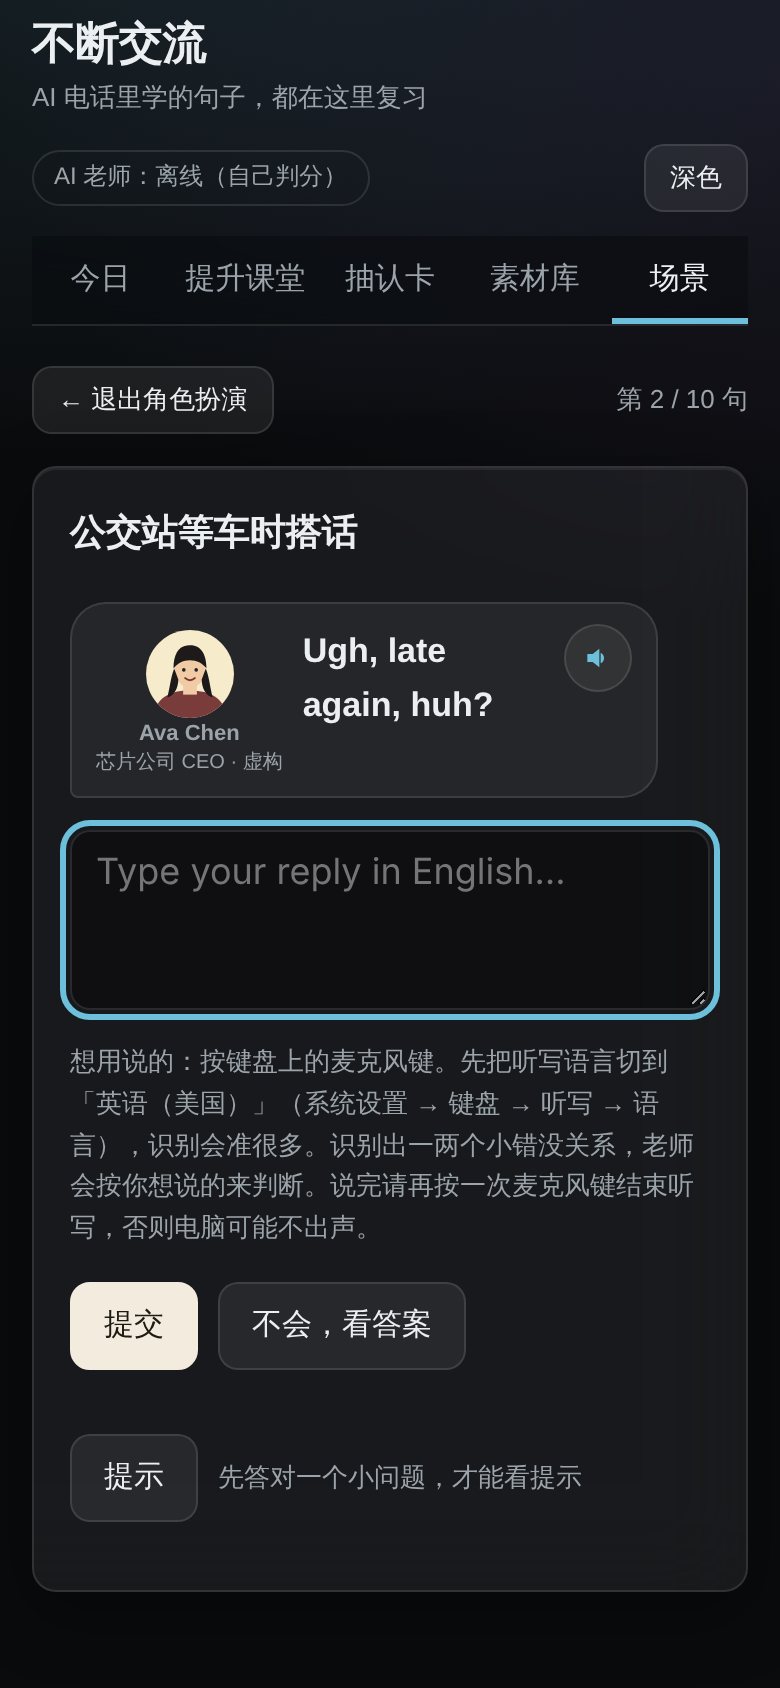 不断交流
AI 电话里学的句子，都在这里复习
AI 老师：离线（自己判分）
深色
今日 提升课堂 抽认卡 素材库 场景
← 退出角色扮演
第 2 / 10 句
公交站等车时搭话
Ugh, late
again, huh?
Ava Chen
芯片公司 CEO · 虚构
Type your reply in English...
想用说的：按键盘上的麦克风键。先把听写语言切到
「英语（美国）」（系统设置 → 键盘 → 听写 → 语
言），识别会准很多。识别出一两个小错没关系，老师
会按你想说的来判断。说完请再按一次麦克风键结束听
写，否则电脑可能不出声。
提交
不会，看答案
提示
先答对一个小问题，才能看提示